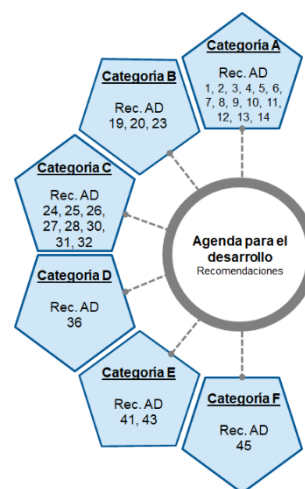 Categoría A
Rec. AD
1, 2, 3, 4, 5, 6,
7, 8, 9, 10, 11,
12, 13, 14
Categoría B
Rec. AD
19, 20, 23
Categoría C
Rec. AD
24, 25, 26,
27, 28, 30,
31, 32
Agenda para el
desarrollo
Recomendaciones
Categoría D
Rec. AD
36
Categoría E
Rec. AD
41, 43
Categoría F
Rec. AD
45